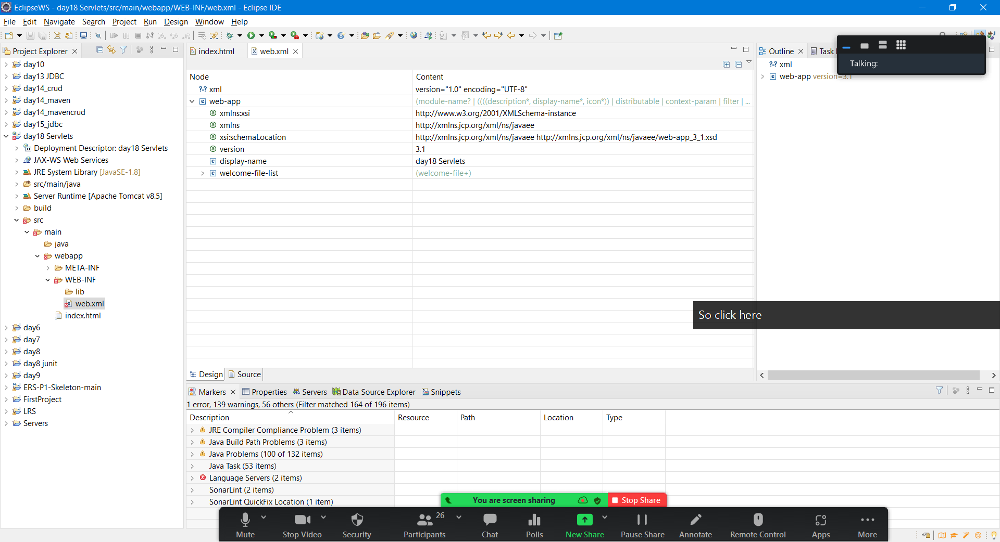 EclipseWS - day18 Servlets/src/main/webapp/WEB-INF/web.xml - Eclipse IDE
File Edit Navigate Search Project Run Design Window Help
Project Explorer
day10
day13 JDBC
day14_crud
day14_maven
day14_mavencrud
day15_jdbc
day18 Servlets
Deployment Descriptor: day18 Servlets
JAX-WS Web Services
JRE System Library [JavaSE-1.8]
src/main/java
Server Runtime [Apache Tomcat v8.5]
build
src
main
java
webapp
META-INF
WEB-INF
lib
web.xml
index.html
day6
day7
day8
day8 junit
day9
ERS-P1-Skeleton-main
FirstProject
LRS
Servers
index.html web.xml
Node Content
xml version="1.0" encoding="UTF-8"
web-app (module-name? | ((((description*, display-name*, icon*)) | distributable | context-param | filter | ...
xmlns:xsi http://www.w3.org/2001/XMLSchema-instance
xmlns http://xmlns.jcp.org/xml/ns/javaee
xsi:schemaLocation http://xmlns.jcp.org/xml/ns/javaee http://xmlns.jcp.org/xml/ns/javaee/web-app_3_1.xsd
version 3.1
display-name day18 Servlets
welcome-file-list (welcome-file+)
Design Source
Outline Task
xml
web-app version=3.1
Talking:
So click here
Markers Properties Servers Data Source Explorer Snippets
1 error, 139 warnings, 56 others (Filter matched 164 of 196 items)
Description Resource Path Location Type
JRE Compiler Compliance Problem (3 items)
Java Build Path Problems (3 items)
Java Problems (100 of 132 items)
Java Task (53 items)
Language Servers (2 items)
SonarLint (2 items)
SonarLint QuickFix Location (1 item)
You are screen sharing Stop Share
26
Mute Stop Video Security Participants Chat Polls New Share Pause Share Annotate Remote Control Apps More